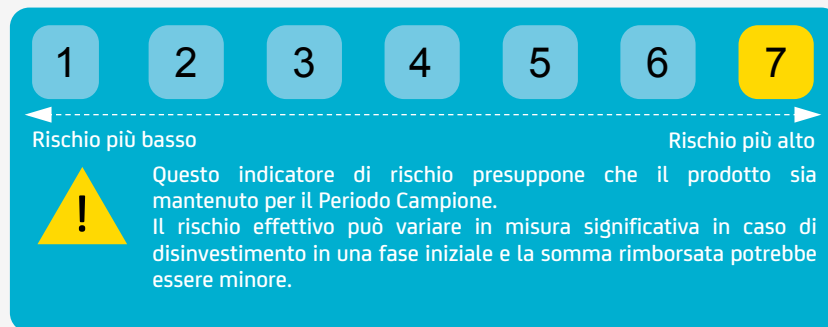 1 2 3 4 5 6 7
Rischio più basso Rischio più alto
!
Questo indicatore di rischio presuppone che il prodotto sia
mantenuto per il Periodo Campione.
Il rischio effettivo può variare in misura significativa in caso di
disinvestimento in una fase iniziale e la somma rimborsata potrebbe
essere minore.